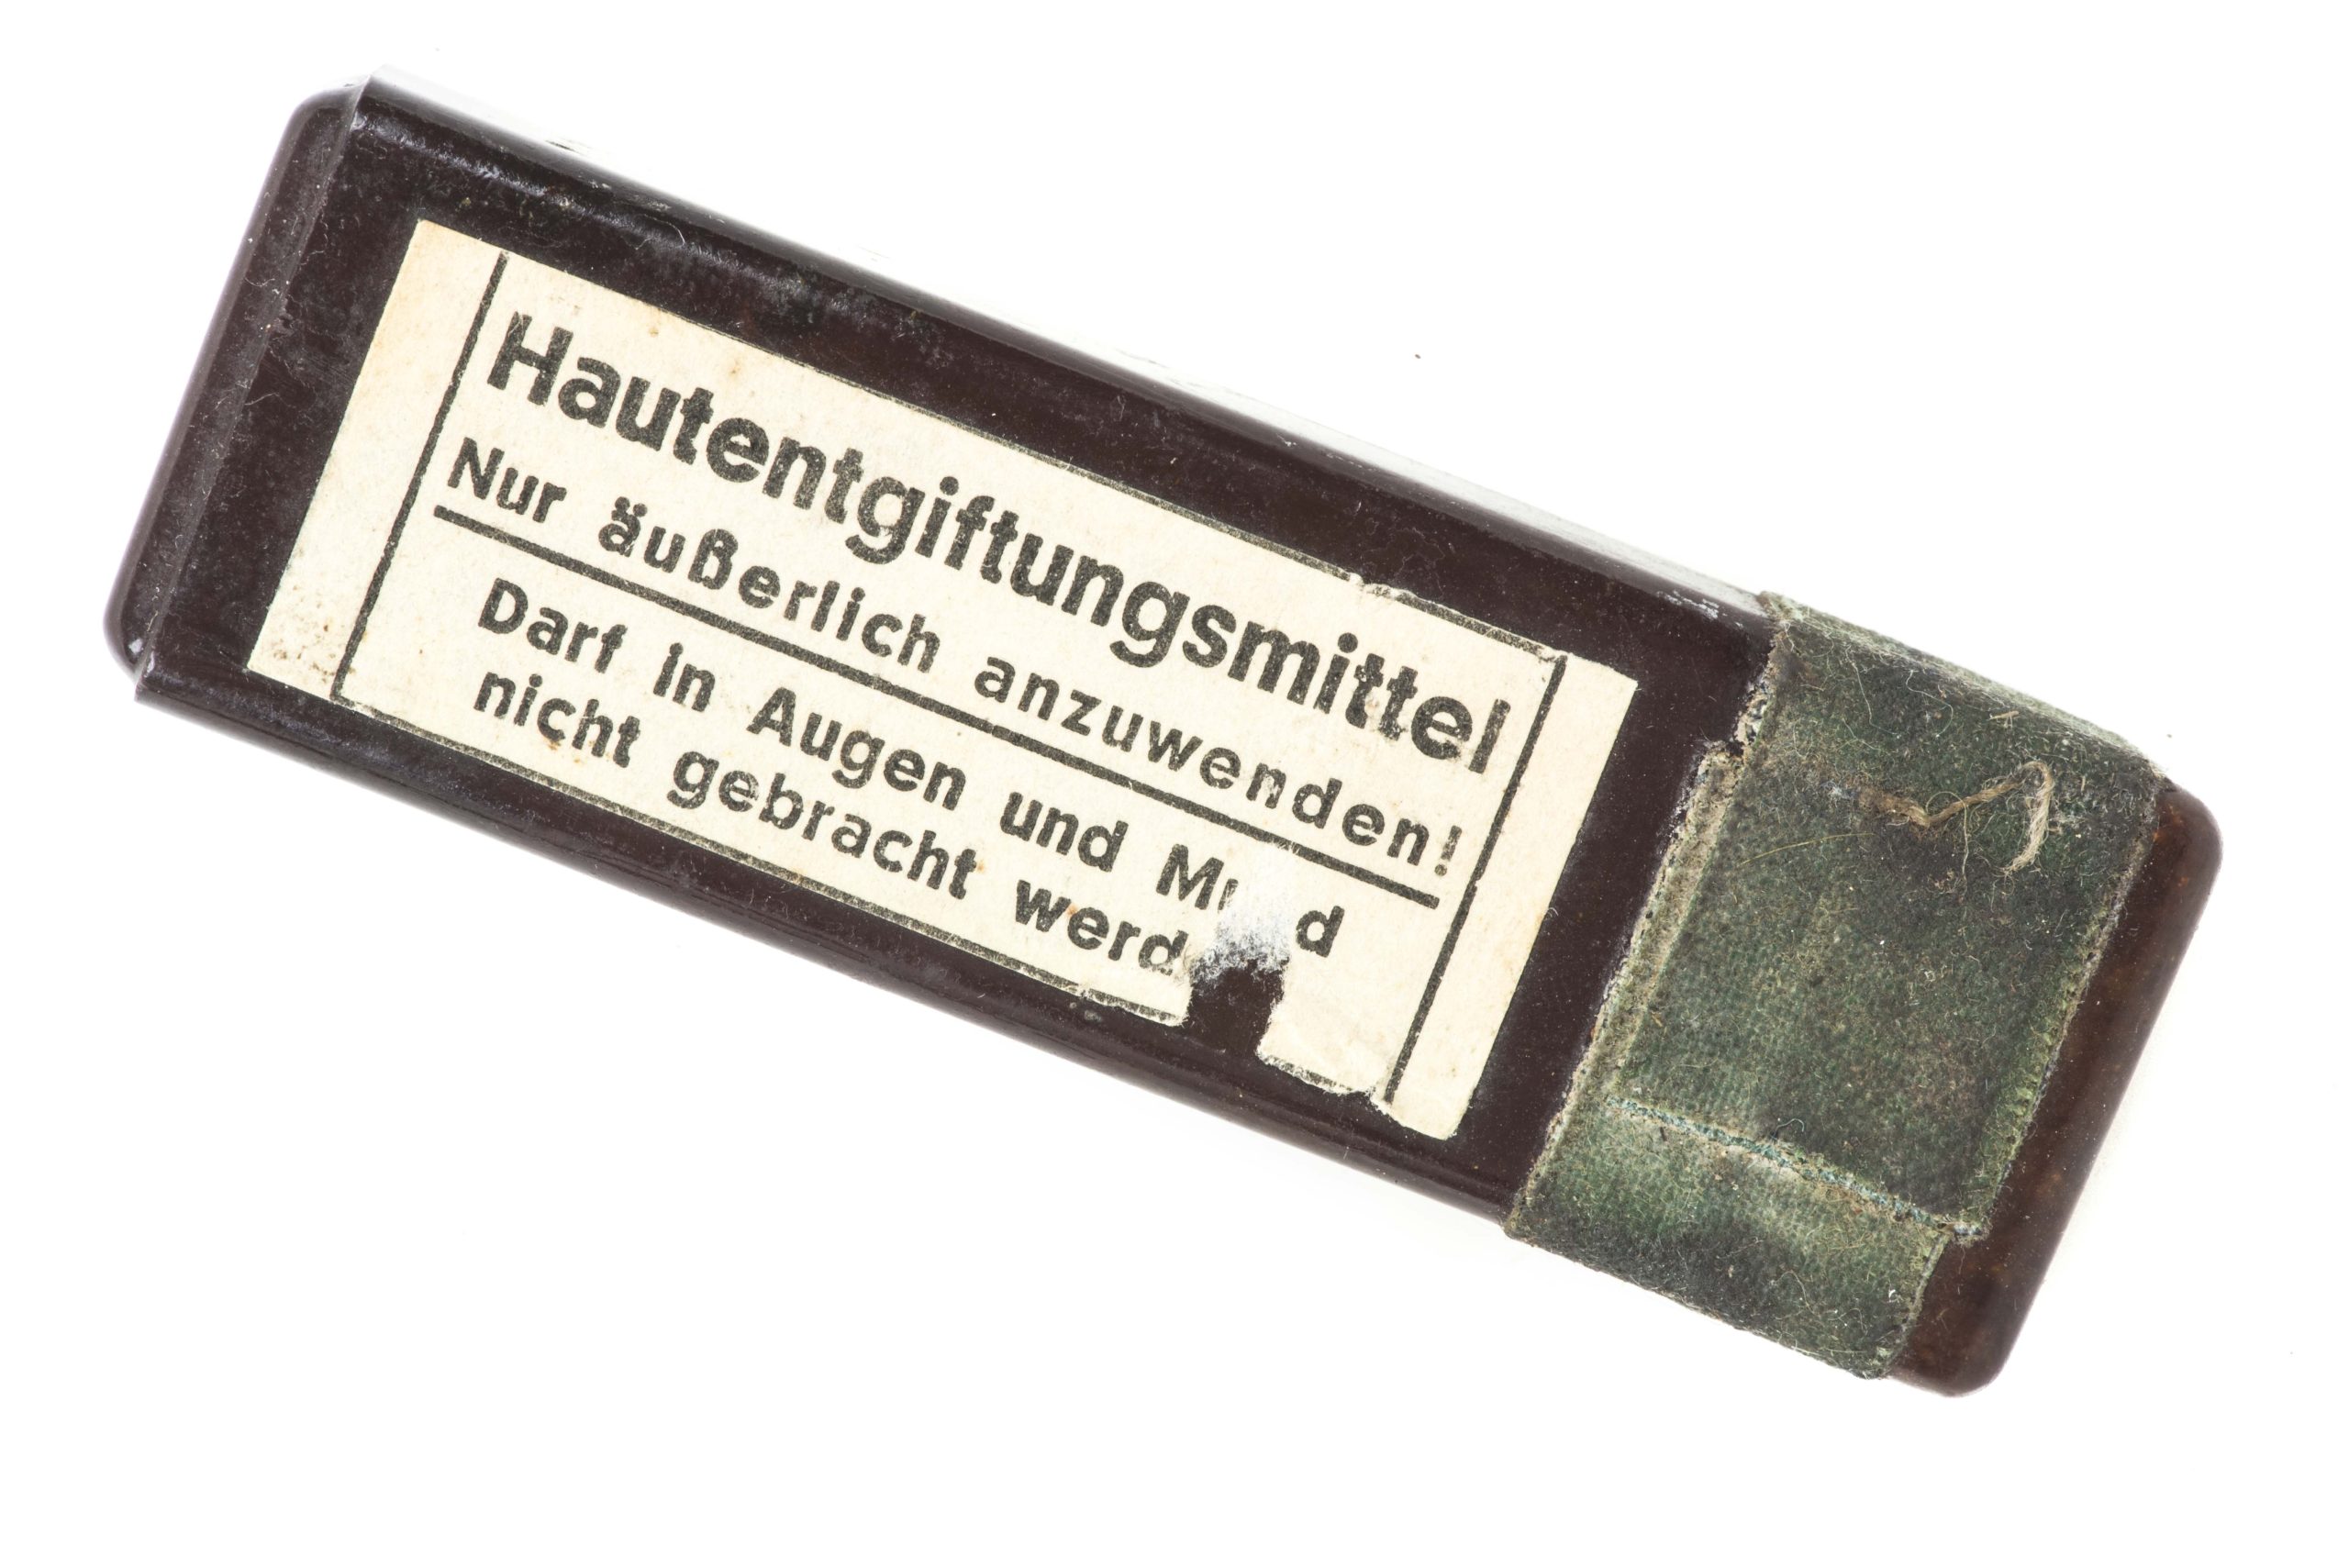 Hautentgiftungsmittel
Nur äußerlich anzuwenden!
Darf in Augen und
nicht gebracht